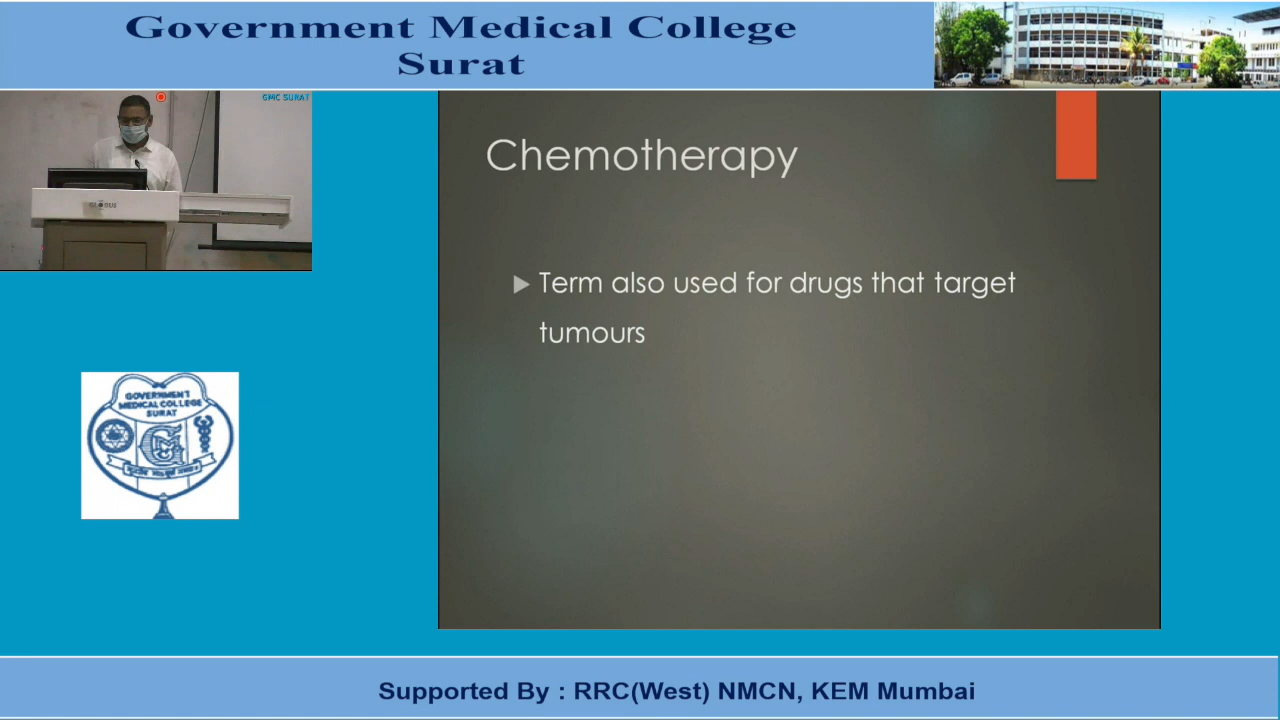 Government Medical College
Surat
GMC SURAT
Chemotherapy
Term also used for drugs that target
tumours
GOVERNMENT
MEDICAL COLLEGE
SURAT
Supported By : RRC(West) NMCN, KEM Mumbai